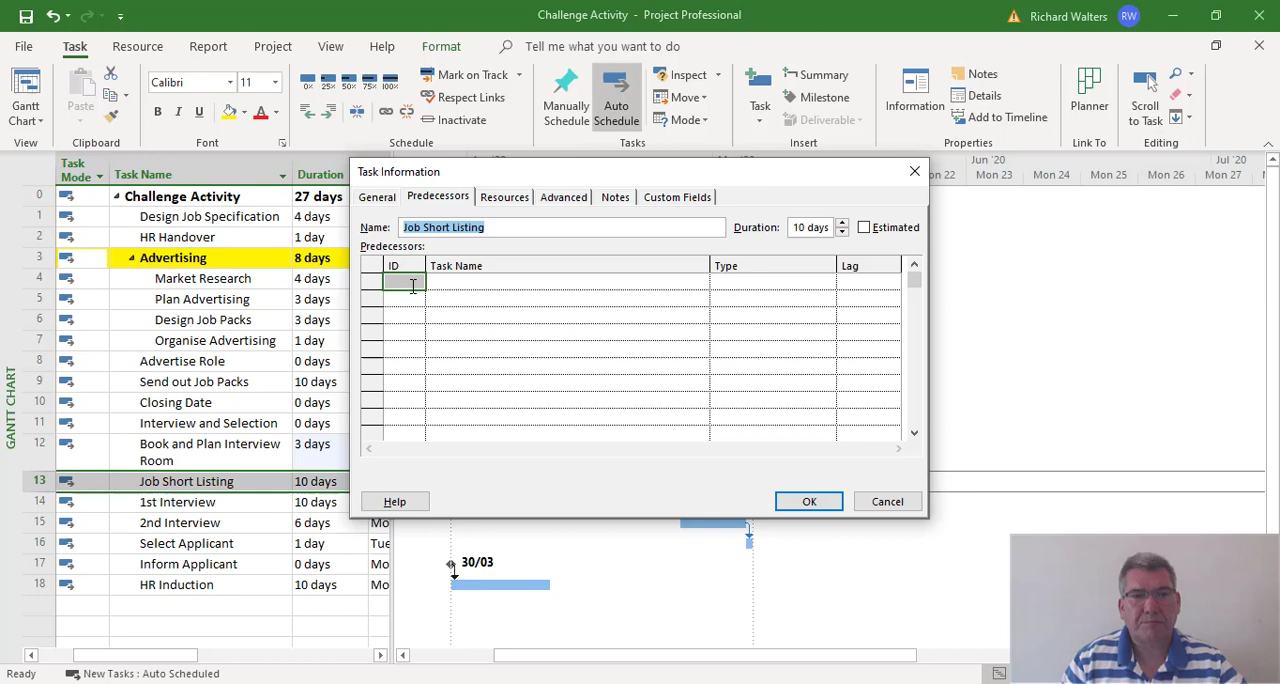 Challenge Activity - Project Professional
Richard Walters
RW
File Task Resource Report Project View Help Format Tell me what you want to do
Gantt Chart
View
Paste
Clipboard
Calibri 11
B I U A
Font
0% 25% 50% 75% 100%
Mark on Track
Respect Links
Inactivate
Schedule
Manually Schedule
Auto Schedule
Inspect
Move
Mode
Tasks
Task
Summary
Milestone
Deliverable
Insert
Information
Notes
Details
Add to Timeline
Properties
Planner
Link To
Scroll to Task
Editing
Task Mode Task Name Duration
0 Challenge Activity 27 days
1 Design Job Specification 4 days
2 HR Handover 1 day
3 Advertising 8 days
4 Market Research 4 days
5 Plan Advertising 3 days
6 Design Job Packs 3 days
7 Organise Advertising 1 day
8 Advertise Role 0 days
9 Send out Job Packs 10 days
10 Closing Date 0 days
11 Interview and Selection 0 days
12 Book and Plan Interview Room 3 days
13 Job Short Listing 10 days
14 1st Interview 10 days Mo
15 2nd Interview 6 days Mo
16 Select Applicant 1 day Tue
17 Inform Applicant 0 days Mo
18 HR Induction 10 days Mo
GANTT CHART
Jun '20 Jul '20
en 22 Mon 23 Mon 24 Mon 25 Mon 26 Mon 27
Task Information
General Predecessors Resources Advanced Notes Custom Fields
Name: Job Short Listing Duration: 10 days Estimated
Predecessors:
ID Task Name Type Lag
Help OK Cancel
30/03
Ready New Tasks : Auto Scheduled